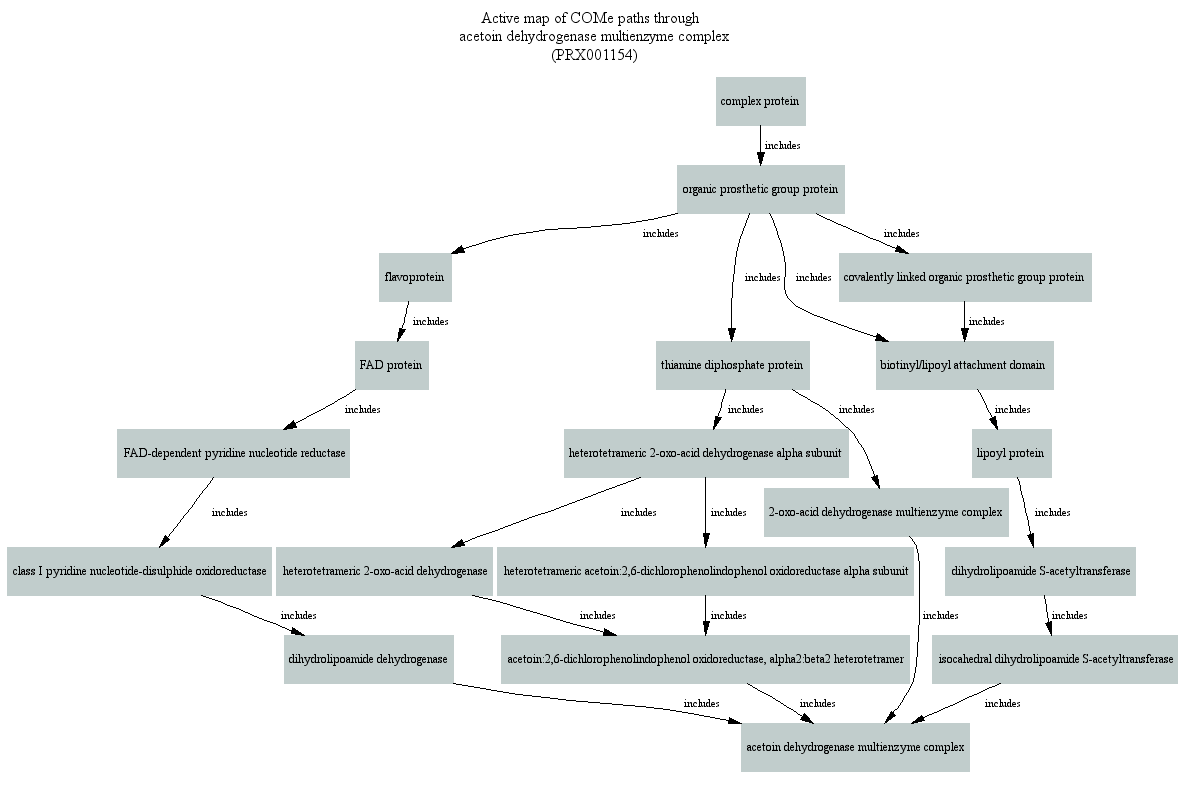 Active map of COMe paths through
acetoin dehydrogenase multienzyme complex
(PRX001154)
complex protein
includes
organic prosthetic group protein
includes
includes
flavoprotein
includes
includes
covalently linked organic prosthetic group protein
includes
includes
FAD protein
thiamine diphosphate protein
biotinyl/lipoyl attachment domain
includes
includes
includes
includes
FAD-dependent pyridine nucleotide reductase
heterotetrameric 2-oxo-acid dehydrogenase alpha subunit
lipoyl protein
2-oxo-acid dehydrogenase multienzyme complex
includes
includes
includes
includes
class I pyridine nucleotide-disulphide oxidoreductase
heterotetrameric 2-oxo-acid dehydrogenase
heterotetrameric acetoin:2,6-dichlorophenolindophenol oxidoreductase alpha subunit
dihydrolipoamide S-acetyltransferase
includes
includes
includes
includes
includes
dihydrolipoamide dehydrogenase
acetoin:2,6-dichlorophenolindophenol oxidoreductase, alpha2:beta2 heterotetramer
isocahedral dihydrolipoamide S-acetyltransferase
includes
includes
includes
acetoin dehydrogenase multienzyme complex